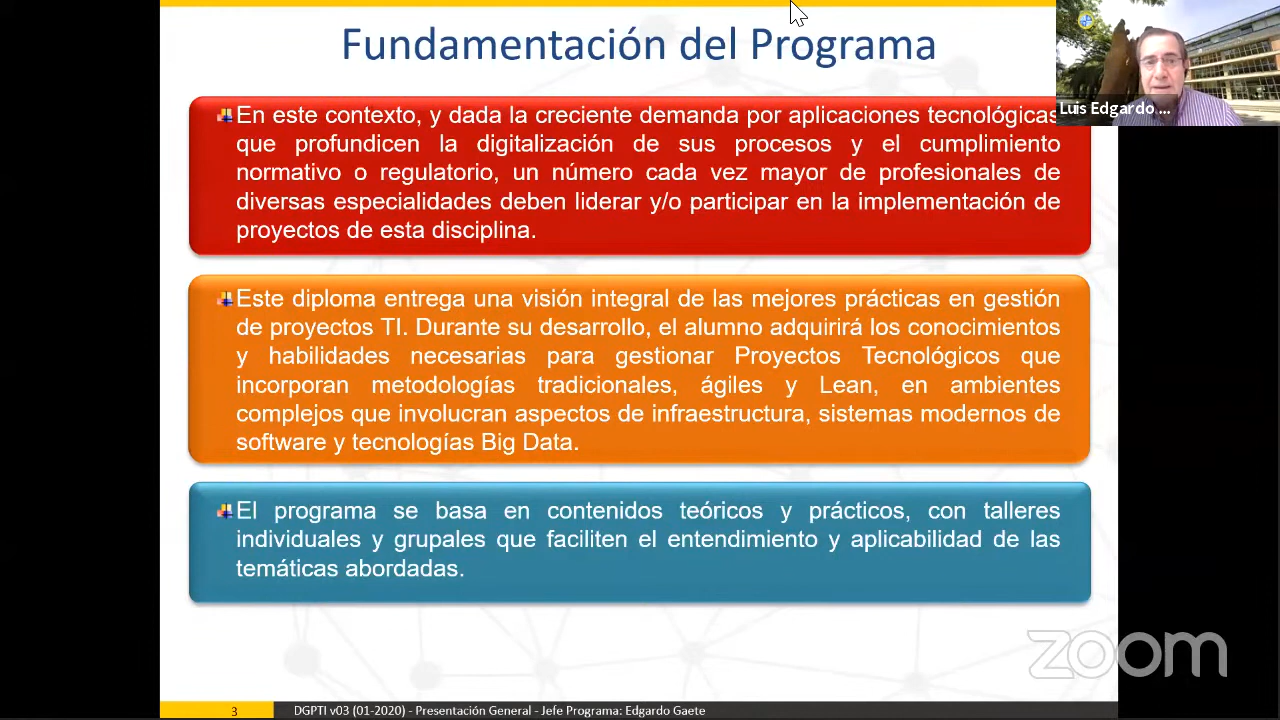 Fundamentación del Programa
Luis Edgardo ...
En este contexto, y dada la creciente demanda por aplicaciones tecnológicas
que profundicen la digitalización de sus procesos y el cumplimiento
normativo o regulatorio, un número cada vez mayor de profesionales de
diversas especialidades deben liderar y/o participar en la implementación de
proyectos de esta disciplina.
Este diploma entrega una visión integral de las mejores prácticas en gestión
de proyectos TI. Durante su desarrollo, el alumno adquirirá los conocimientos
y habilidades necesarias para gestionar Proyectos Tecnológicos que
incorporan metodologías tradicionales, ágiles y Lean, en ambientes
complejos que involucran aspectos de infraestructura, sistemas modernos de
software y tecnologías Big Data.
El programa se basa en contenidos teóricos y prácticos, con talleres
individuales y grupales que faciliten el entendimiento y aplicabilidad de las
temáticas abordadas.
zoom
3
DGPTI v03 (01-2020) - Presentación General - Jefe Programa: Edgardo Gaete